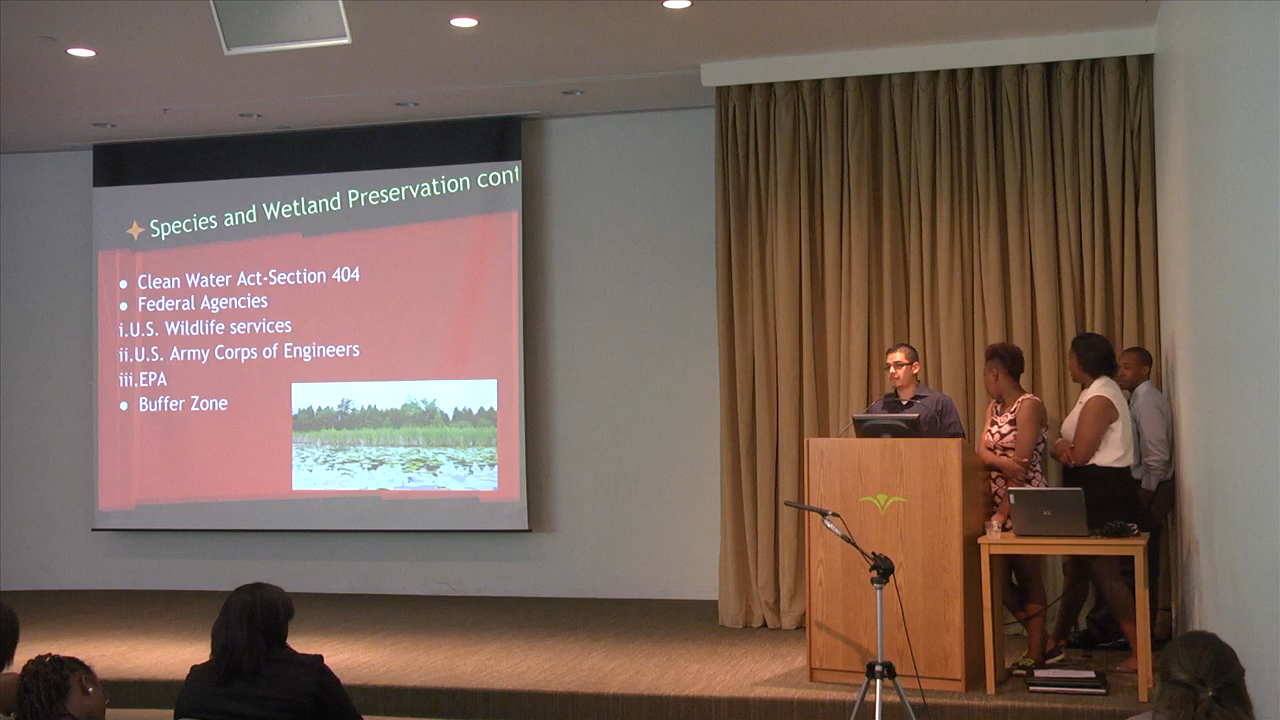 Species and Wetland Preservation cont
● Clean Water Act-Section 404
● Federal Agencies
i.U.S. Wildlife services
ii.U.S. Army Corps of Engineers
iii.EPA
● Buffer Zone